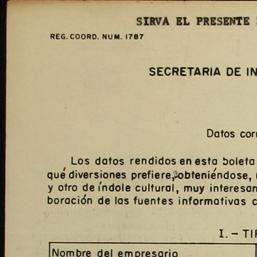 SIRVA EL PRESENTE
REG. COORD. NUM. 1787
SECRETARIA DE IN
Datos cor
Los datos rendidos en esta boleta
qué diversiones prefiere, obteniéndose,
y otro de índole cultural, muy interesan
boración de las fuentes informativas c
I.- TI
Nombre del empresario